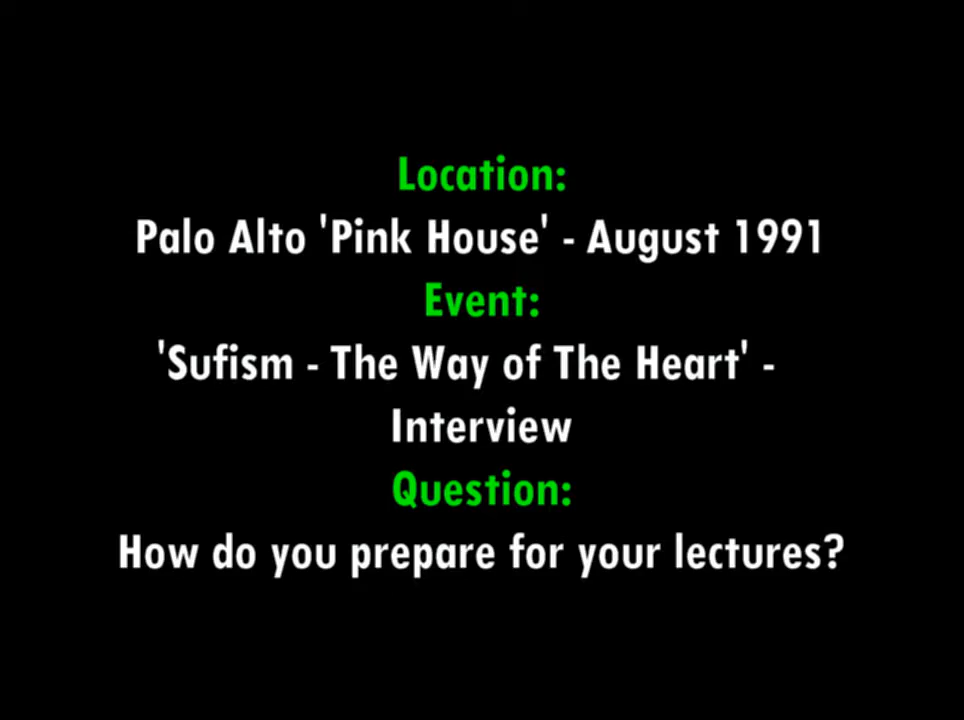 Location:
Palo Alto 'Pink House' - August 1991
Event:
'Sufism - The Way of The Heart' -
Interview
Question:
How do you prepare for your lectures?